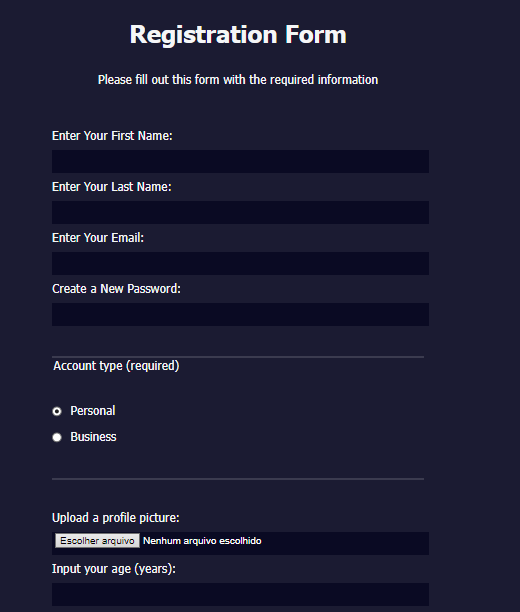 Registration Form
Please fill out this form with the required information
Enter Your First Name:
Enter Your Last Name:
Enter Your Email:
Create a New Password:
Account type (required)
Personal
Business
Upload a profile picture:
Escolher arquivo Nenhum arquivo escolhido
Input your age (years):